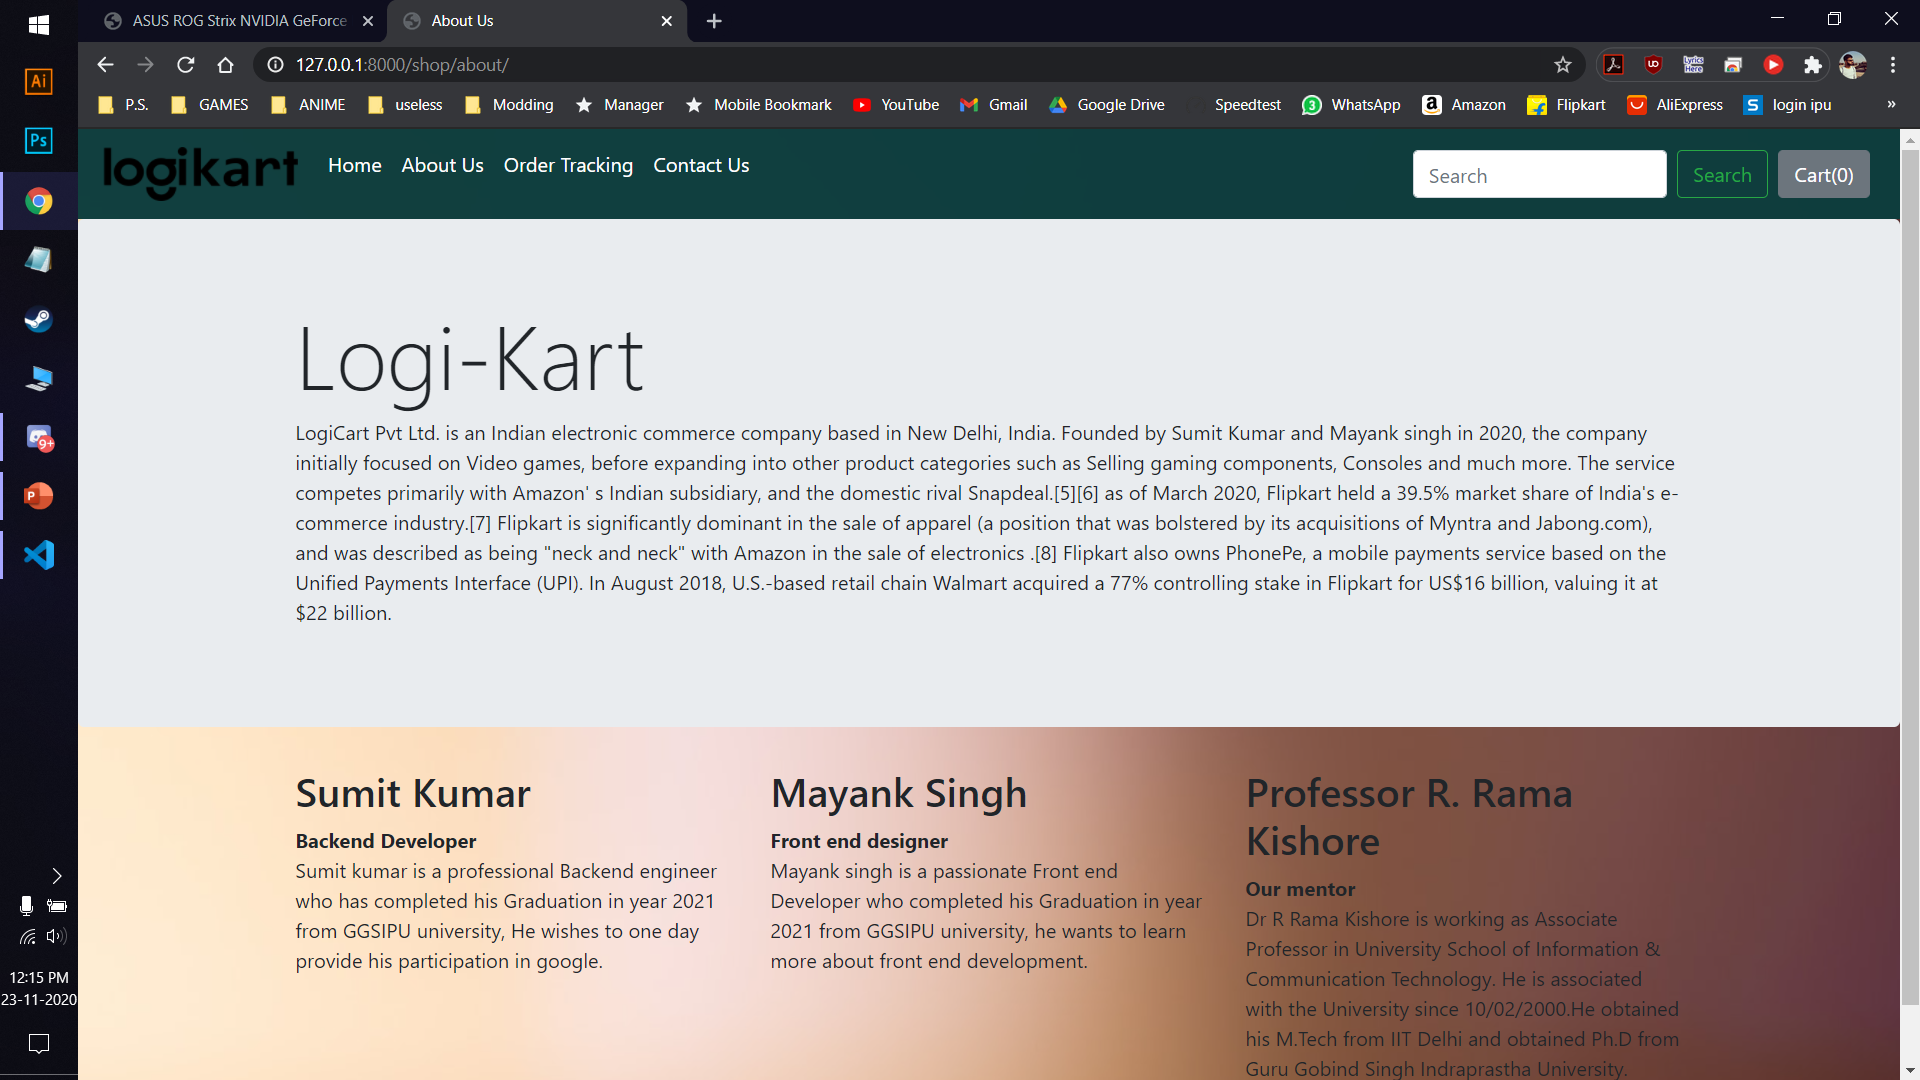 ASUS ROG Strix NVIDIA GeForce
About Us
127.0.0.1:8000/shop/about/
P.S.
GAMES
ANIME
useless
Modding
Manager
Mobile Bookmark
YouTube
Gmail
Google Drive
Speedtest
WhatsApp
Amazon
Flipkart
AliExpress
login ipu
»
Ai
Ps
logikart
Home
About Us
Order Tracking
Contact Us
Search
Search
Cart(0)
Logi-Kart
LogiCart Pvt Ltd. is an Indian electronic commerce company based in New Delhi, India. Founded by Sumit Kumar and Mayank singh in 2020, the company
initially focused on Video games, before expanding into other product categories such as Selling gaming components, Consoles and much more. The service
competes primarily with Amazon' s Indian subsidiary, and the domestic rival Snapdeal.[5][6] as of March 2020, Flipkart held a 39.5% market share of India's e-
commerce industry.[7] Flipkart is significantly dominant in the sale of apparel (a position that was bolstered by its acquisitions of Myntra and Jabong.com),
and was described as being "neck and neck" with Amazon in the sale of electronics .[8] Flipkart also owns PhonePe, a mobile payments service based on the
Unified Payments Interface (UPI). In August 2018, U.S.-based retail chain Walmart acquired a 77% controlling stake in Flipkart for US$16 billion, valuing it at
$22 billion.
Sumit Kumar
Backend Developer
Sumit kumar is a professional Backend engineer
who has completed his Graduation in year 2021
from GGSIPU university, He wishes to one day
provide his participation in google.
Mayank Singh
Front end designer
Mayank singh is a passionate Front end
Developer who completed his Graduation in year
2021 from GGSIPU university, he wants to learn
more about front end development.
Professor R. Rama
Kishore
Our mentor
Dr R Rama Kishore is working as Associate
Professor in University School of Information &
Communication Technology. He is associated
with the University since 10/02/2000.He obtained
his M.Tech from IIT Delhi and obtained Ph.D from
Guru Gobind Singh Indraprastha University.
9+
P
12:15 PM
23-11-2020